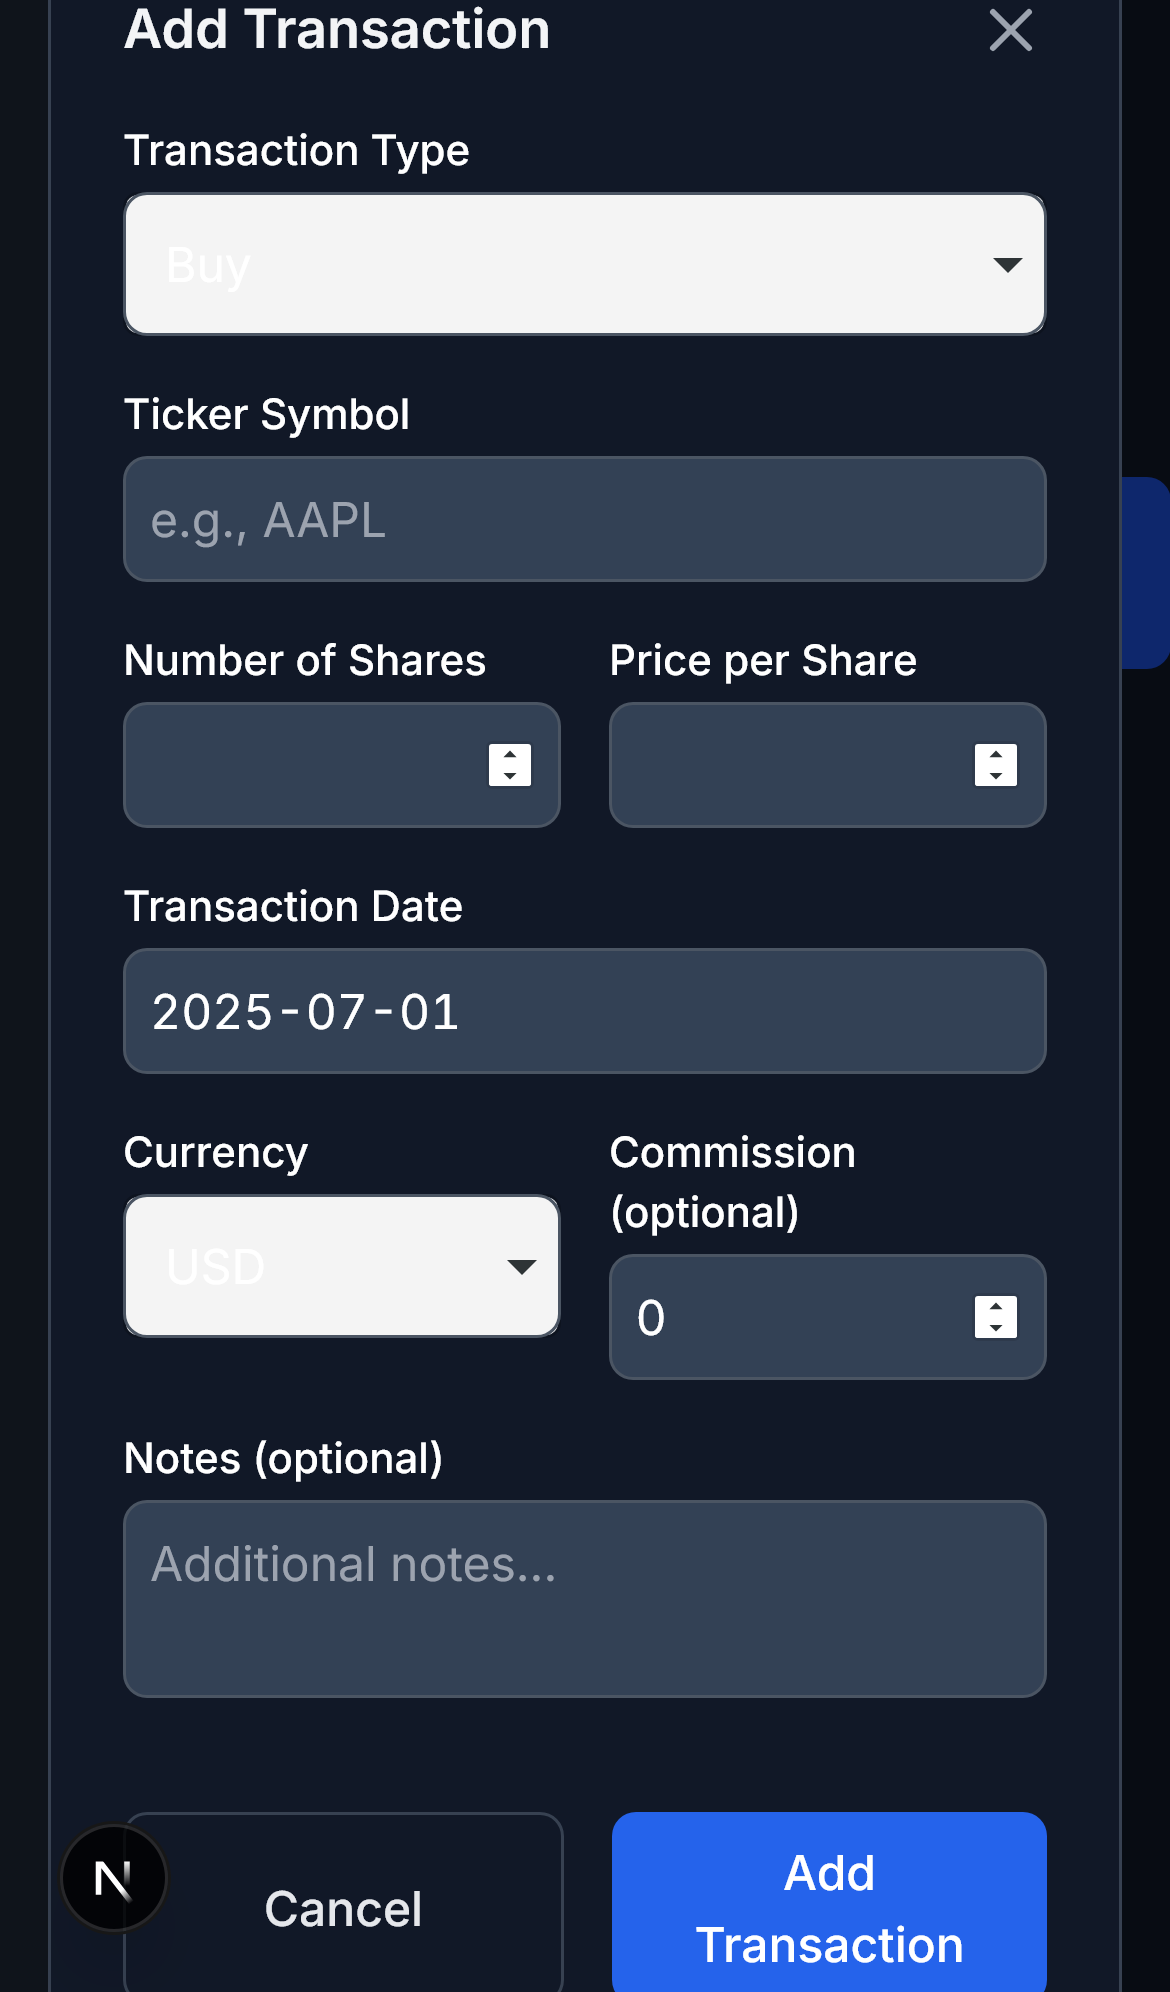 Add Transaction
Transaction Type
Buy
Ticker Symbol
e.g., AAPL
Number of Shares
Price per Share
Transaction Date
2025-07-01
Currency
Commission
(optional)
USD
0
Notes (optional)
Additional notes...
N
Cancel
Add
Transaction